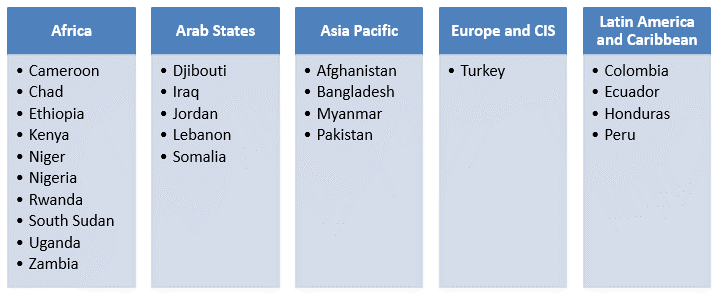 Africa
• Cameroon
• Chad
• Ethiopia
• Kenya
• Niger
• Nigeria
• Rwanda
• South Sudan
• Uganda
• Zambia
Arab States
• Djibouti
• Iraq
• Jordan
• Lebanon
• Somalia
Asia Pacific
• Afghanistan
• Bangladesh
• Myanmar
• Pakistan
Europe and CIS
• Turkey
Latin America
and Caribbean
• Colombia
• Ecuador
• Honduras
• Peru